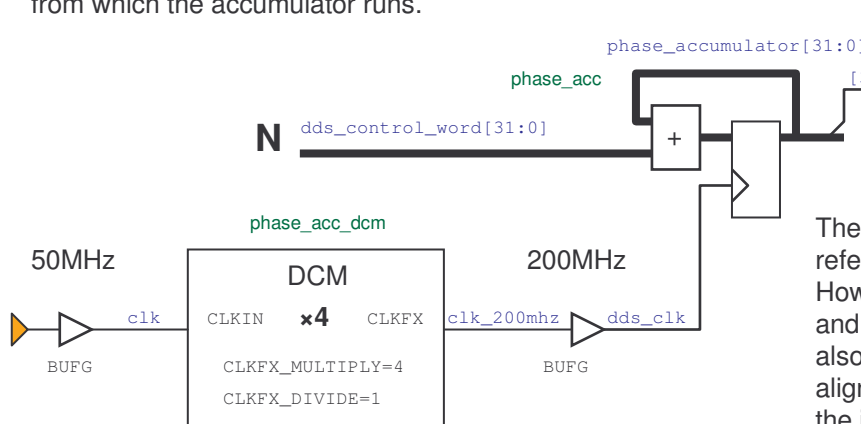 from which the accumulator runs.
phase_accumulator[31:0]
phase_acc
[
N
dds_control_word[31:0]
+
phase_acc_dcm
50MHz
DCM
200MHz
The
refe
How
and
also
align
clk
CLKIN
×4
CLKFX
clk_200mhz
dds_clk
BUFG
CLKFX_MULTIPLY=4
BUFG
CLKFX_DIVIDE=1
the i